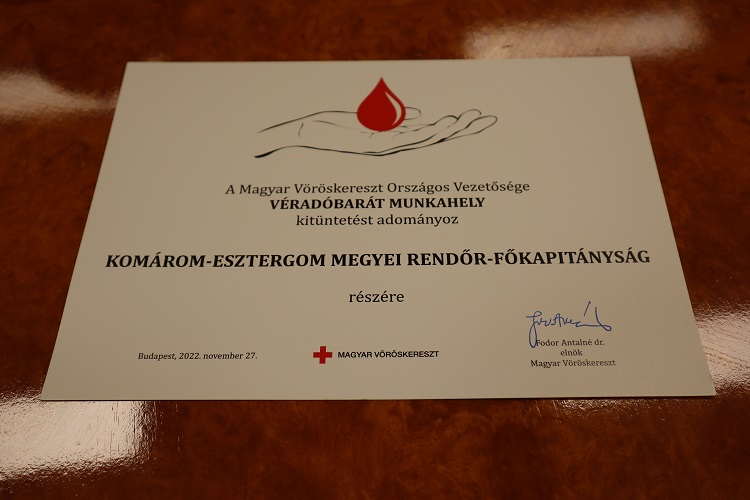 A Magyar Vöröskereszt Országos Vezetősége
VÉRADÓBARÁT MUNKAHELY
kitüntetést adományoz
KOMÁROM-ESZTERGOM MEGYEI RENDŐR-FŐKAPITÁNYSÁG
részére
Budapest, 2022. november 27.
MAGYAR VÖRÖSKERESZT
Fodor Antalné dr.
elnök
Magyar Vöröskereszt